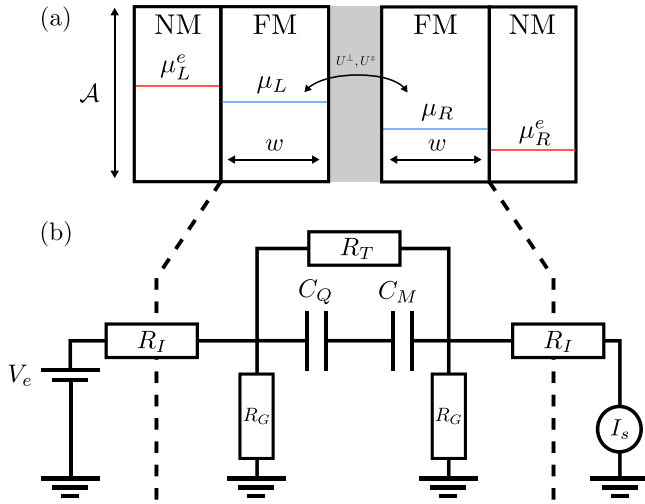 (a)
NM FM FM NM
μ_L^e μ_L U^⊥, U^z μ_R μ_R^e
𝒜
w w
(b)
R_T
C_Q C_M
R_I R_I
V_e
R_G R_G
I_s